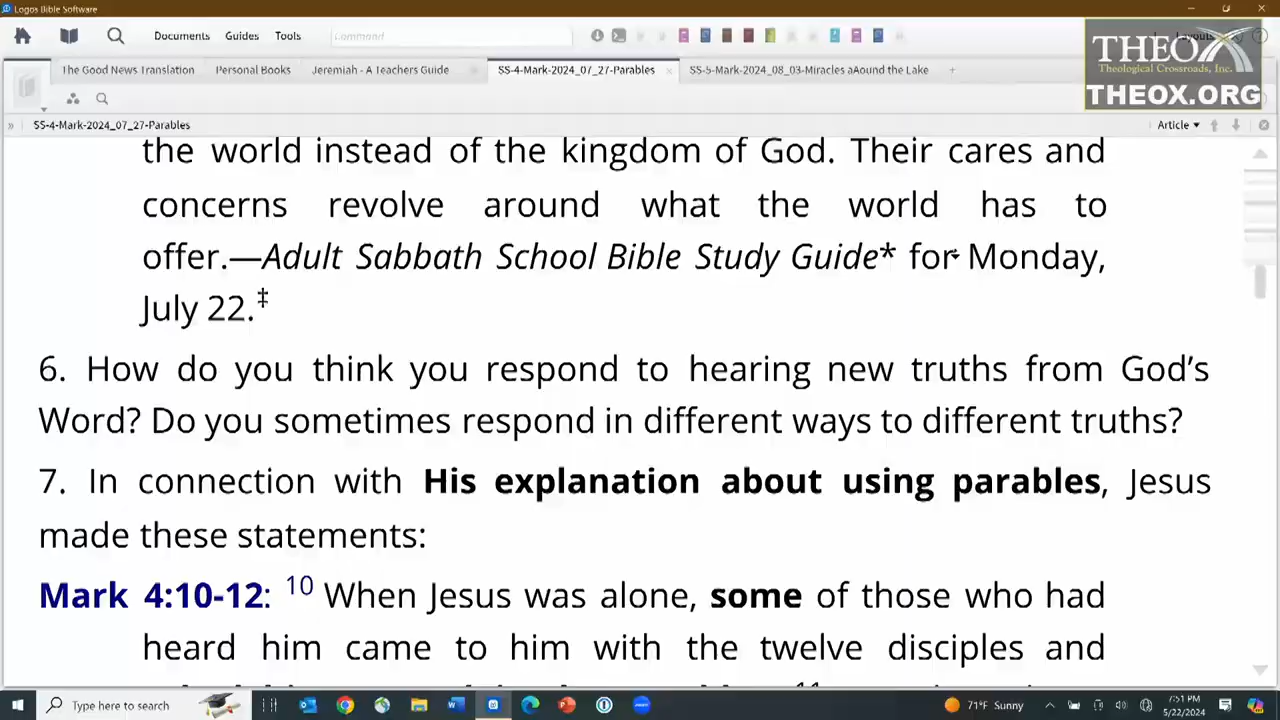 Logos Bible Software
Documents Guides Tools Command
THEOX
Theological Crossroads, Inc.
THEOX.ORG
The Good News Translation Personal Books SS-4-Mark-2024_07_27-Parables SS-5-Mark-2024_08_03-Miracles aAound the Lake +
SS-4-Mark-2024_07_27-Parables Article
the world instead of the kingdom of God. Their cares and
concerns revolve around what the world has to
offer.—Adult Sabbath School Bible Study Guide* for Monday,
July 22.‡
6. How do you think you respond to hearing new truths from God’s
Word? Do you sometimes respond in different ways to different truths?
7. In connection with His explanation about using parables, Jesus
made these statements:
Mark 4:10-12: 10 When Jesus was alone, some of those who had
heard him came to him with the twelve disciples and
Type here to search
71°F Sunny
7:51 PM
5/22/2024